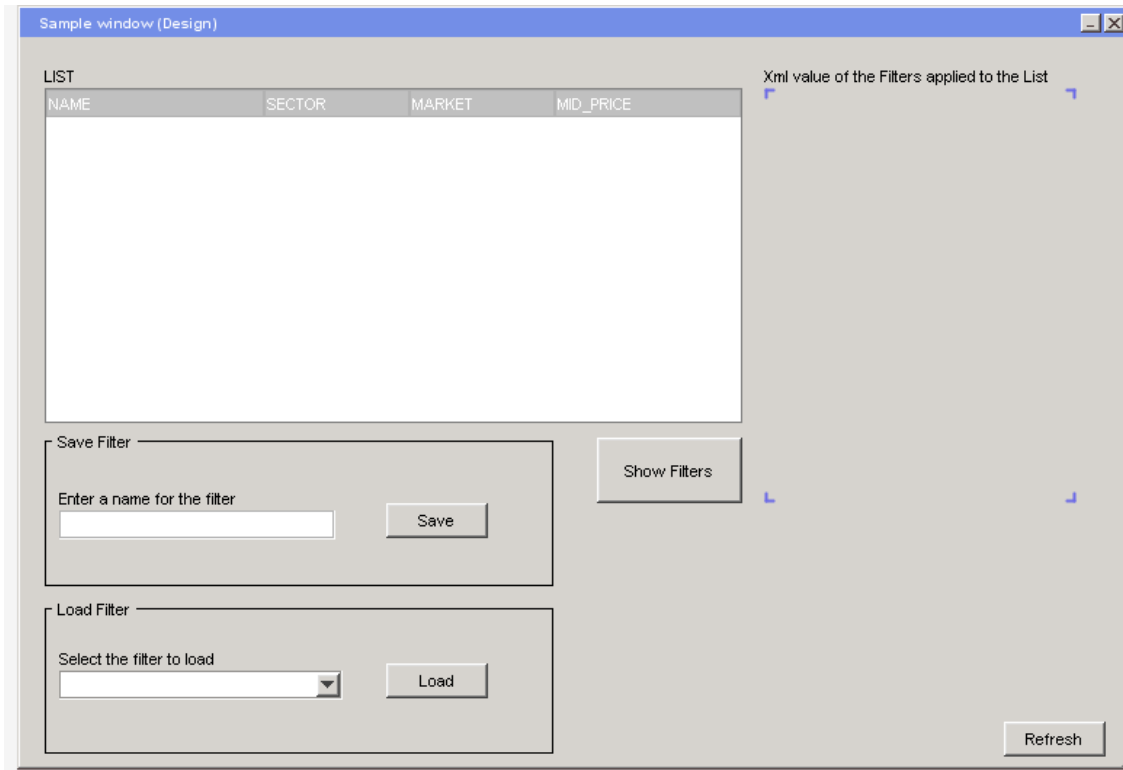 Sample window (Design)
LIST
Xml value of the Filters applied to the List
NAME SECTOR MARKET MID_PRICE
Save Filter
Show Filters
Enter a name for the filter
Save
Load Filter
Select the filter to load
Load
Refresh